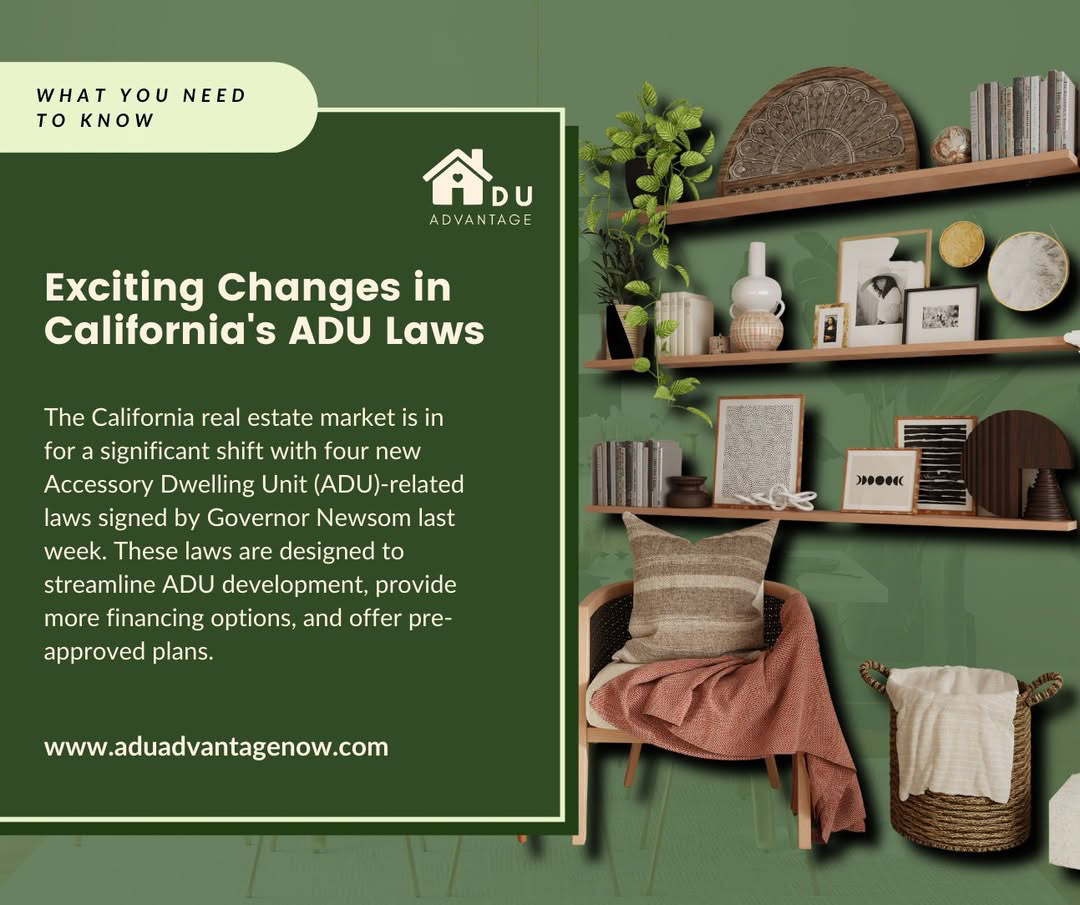 WHAT YOU NEED
TO KNOW
ADU
ADVANTAGE
Exciting Changes in
California's ADU Laws
The California real estate market is in
for a significant shift with four new
Accessory Dwelling Unit (ADU)-related
laws signed by Governor Newsom last
week. These laws are designed to
streamline ADU development, provide
more financing options, and offer pre-
approved plans.
www.aduadvantagenow.com